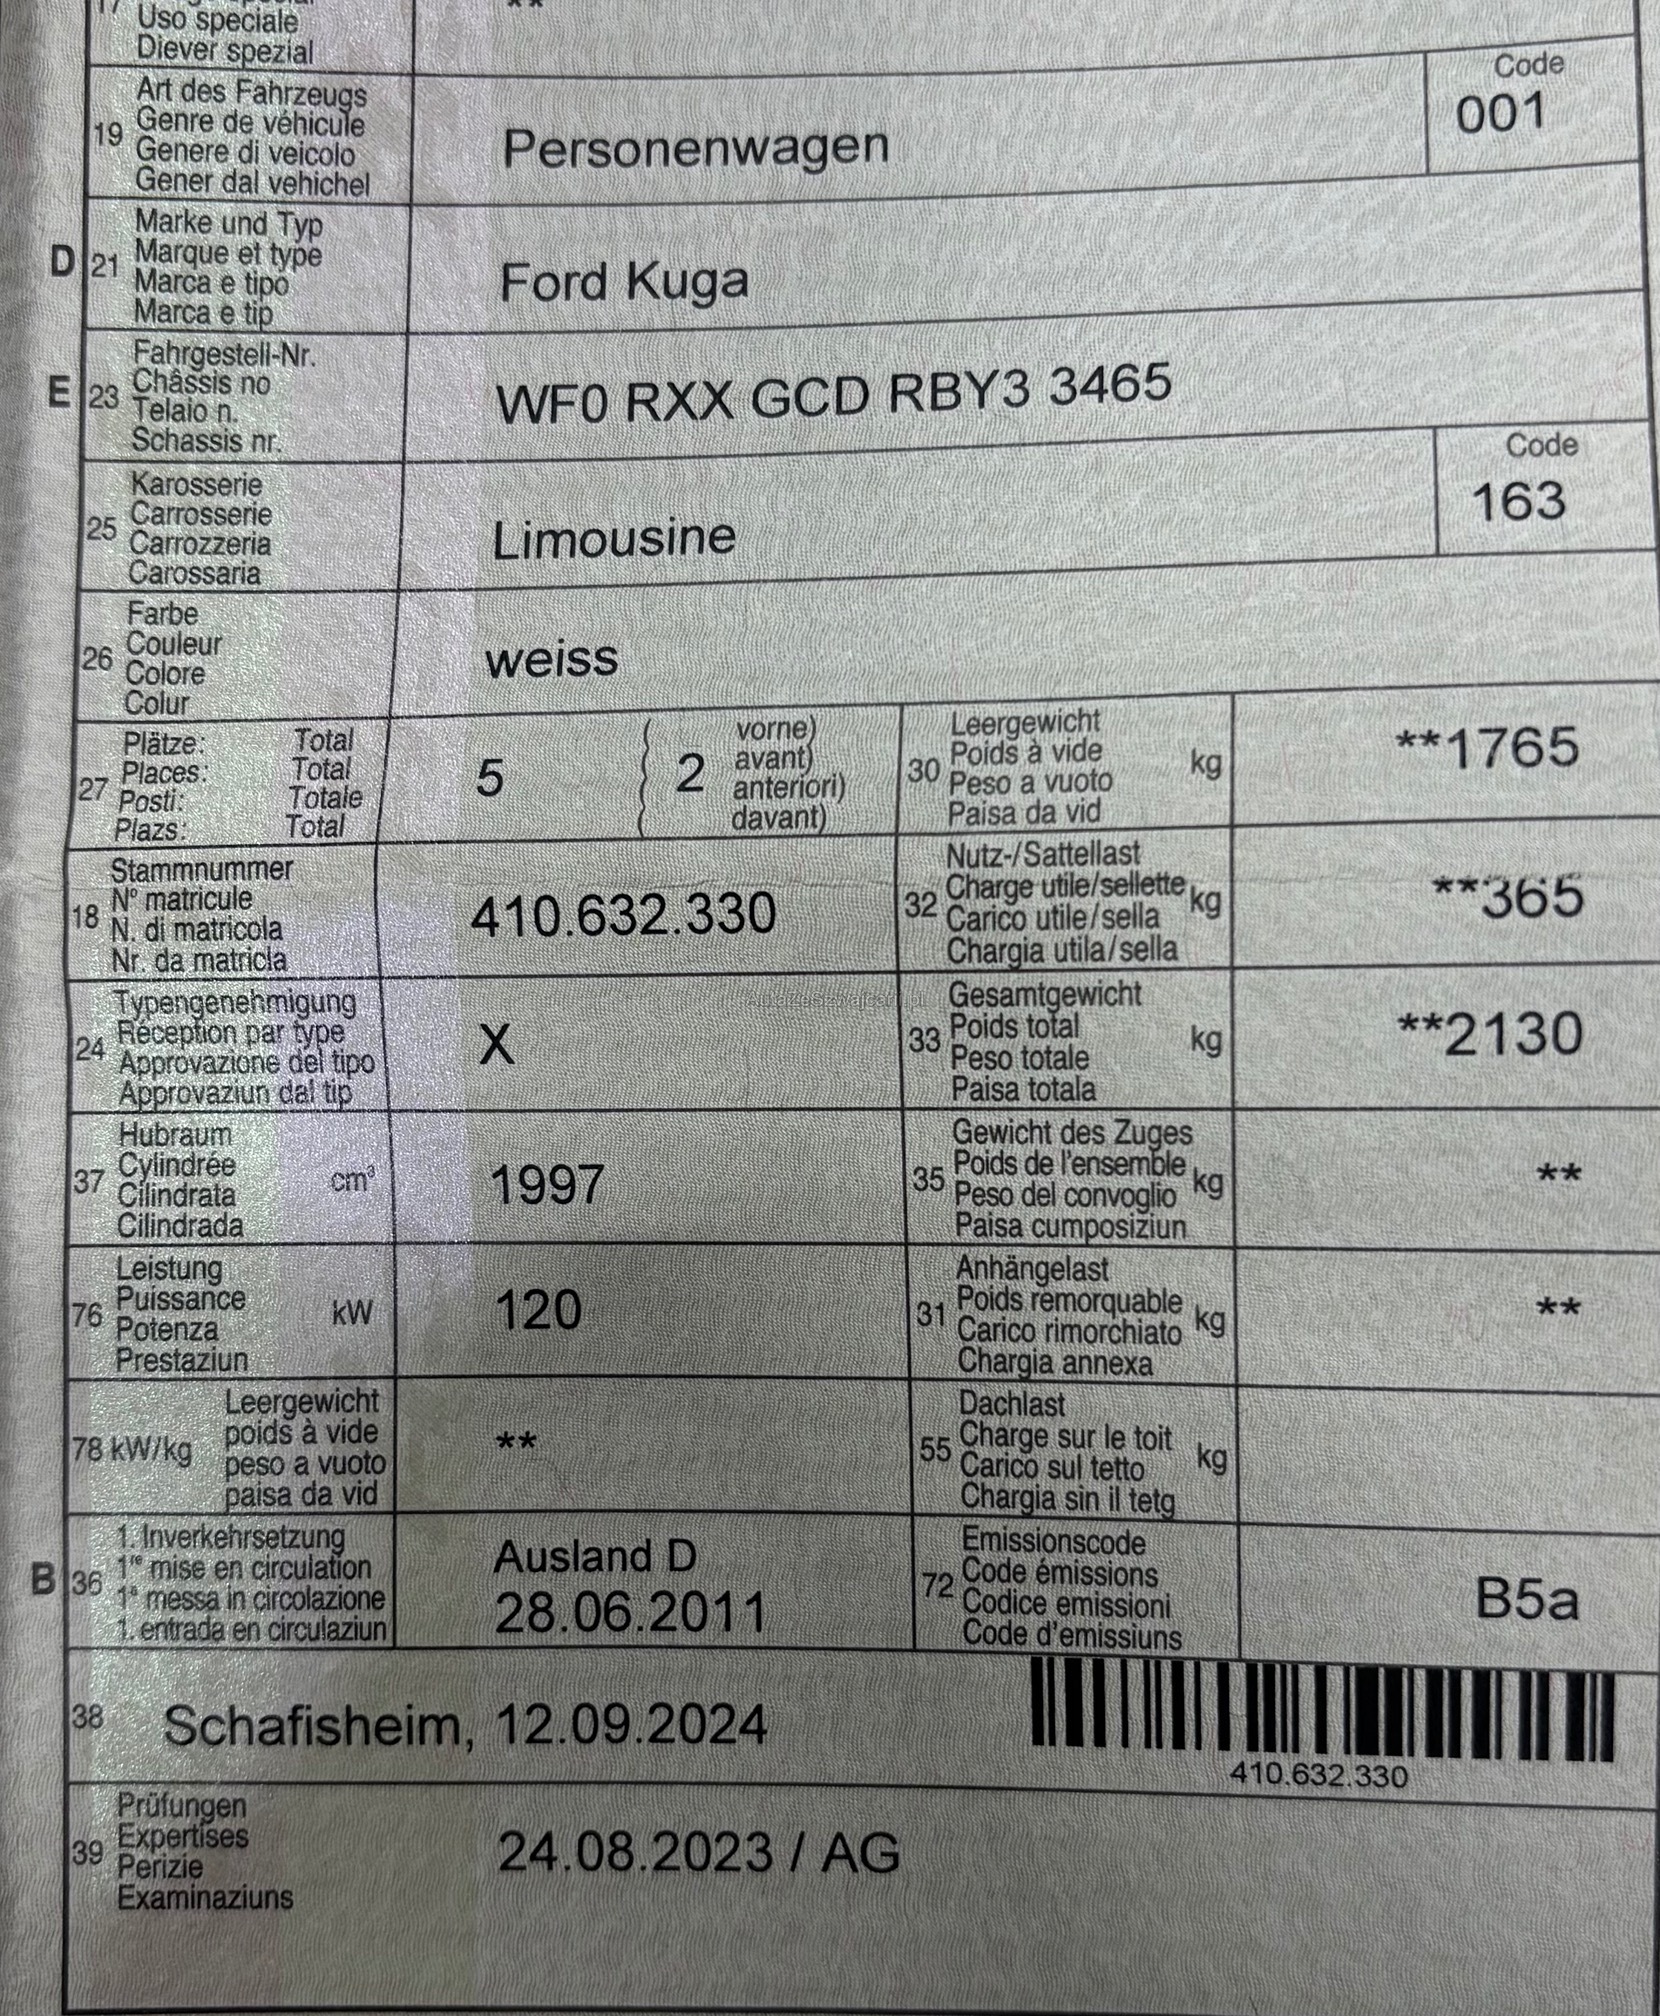 17 Uso speciale **
Diever spezial
Art des Fahrzeugs Code
19 Genre de véhicule Personenwagen 001
Genere di veicolo
Gener dal vehichel
Marke und Typ
D 21 Marque et type Ford Kuga
Marca e tipo
Marca e tip
Fahrgestell-Nr.
E 23 Châssis no WF0 RXX GCD RBY3 3465
Telaio n.
Schassis nr.
Karosserie Code
25 Carrosserie Limousine 163
Carrozzeria
Carossaria
Farbe
26 Couleur weiss
Colore
Colur
Plätze: Total vorne) Leergewicht
27 Places: Total 5 ( 2 avant) 30 Poids à vide kg **1765
Posti: Totale anteriori) Peso a vuoto
Plazs: Total davant) Paisa da vid
Stammnummer Nutz-/Sattellast
18 Nº matricule 410.632.330 32 Charge utile/sellette kg **365
N. di matricola Carico utile/sella
Nr. da matricla Chargia utila/sella
Typengenehmigung Gesamtgewicht
24 Réception par type X 33 Poids total kg **2130
Approvazione del tipo Peso totale
Approvaziun dal tip Paisa totala
Hubraum Gewicht des Zuges
37 Cylindrée cm³ 1997 35 Poids de l'ensemble kg **
Cilindrata Peso del convoglio
Cilindrada Paisa cumposiziun
Leistung Anhängelast
76 Puissance kW 120 31 Poids remorquable kg **
Potenza Carico rimorchiato
Prestaziun Chargia annexa
Leergewicht Dachlast
78 kW/kg poids à vide ** 55 Charge sur le toit kg
peso a vuoto Carico sul tetto
paisa da vid Chargia sin il tetg
1. Inverkehrsetzung Ausland D Emissionscode
B 36 1re mise en circulation 28.06.2011 72 Code émissions B5a
1a messa in circolazione Codice emissioni
1. entrada en circulaziun Code d'emissiuns
38 Schafisheim, 12.09.2024
410.632.330
Prüfungen
39 Expertises 24.08.2023 / AG
Perizie
Examinaziuns